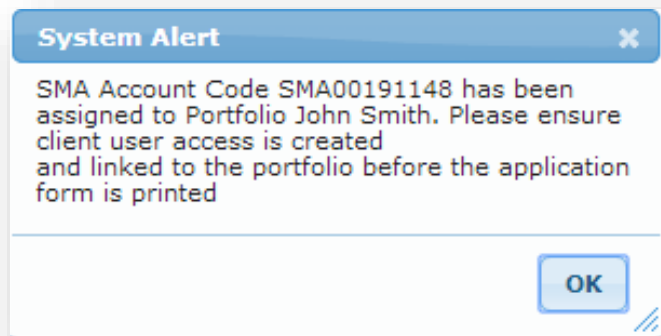 System Alert
SMA Account Code SMA00191148 has been
assigned to Portfolio John Smith. Please ensure
client user access is created
and linked to the portfolio before the application
form is printed
OK